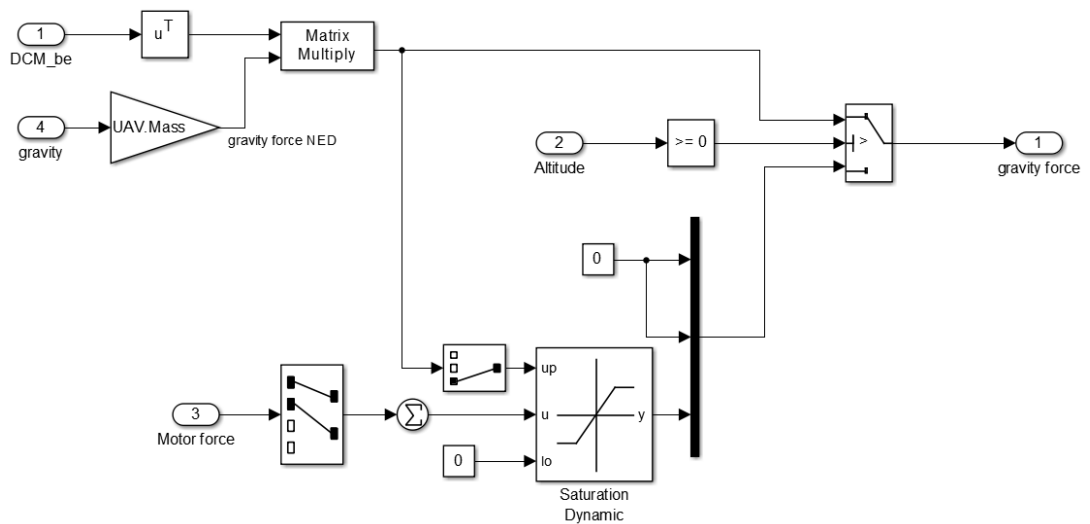 1
DCM_be
u^T
Matrix
Multiply
4
gravity
UAV.Mass
gravity force NED
2
Altitude
>= 0
>
1
gravity force
0
3
Motor force
Σ
0
up
u
lo
y
Saturation
Dynamic